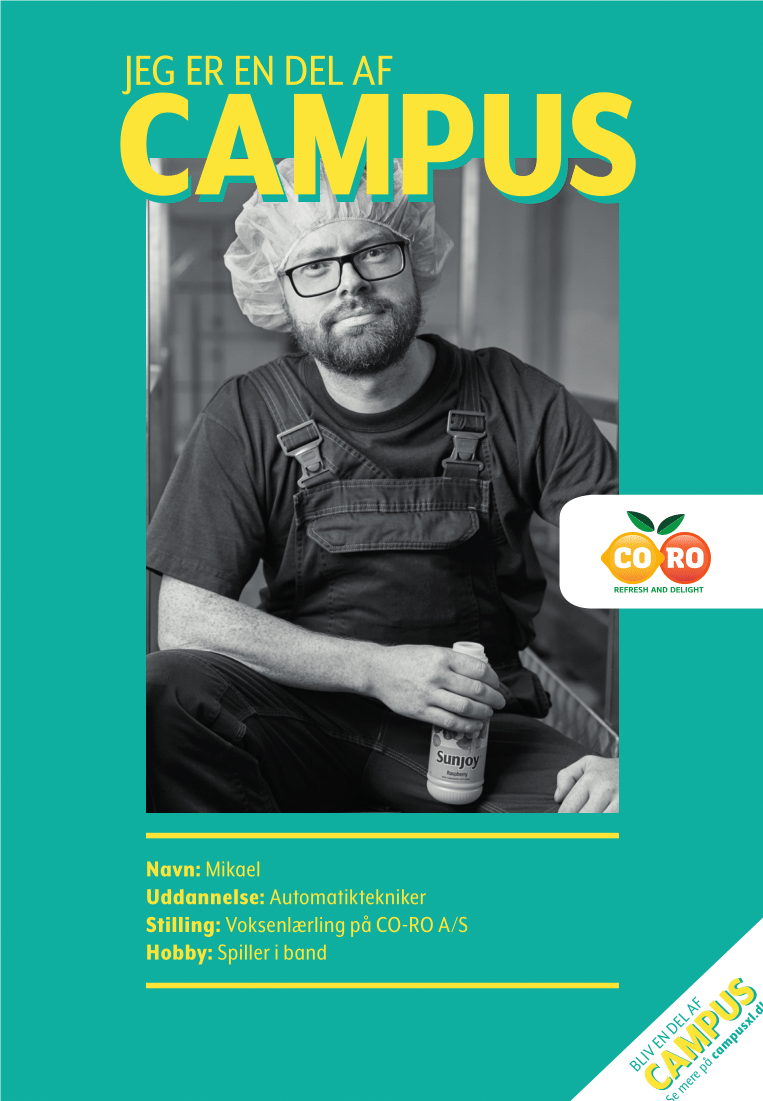 JEG ER EN DEL AF
CAMPUS
CO RO
REFRESH AND DELIGHT
Sunjoy
Raspberry
Navn: Mikael
Uddannelse: Automatiktekniker
Stilling: Voksenlærling på CO-RO A/S
Hobby: Spiller i band
BLIV EN DEL AF
CAMPUS
Se mere på campusxl.d